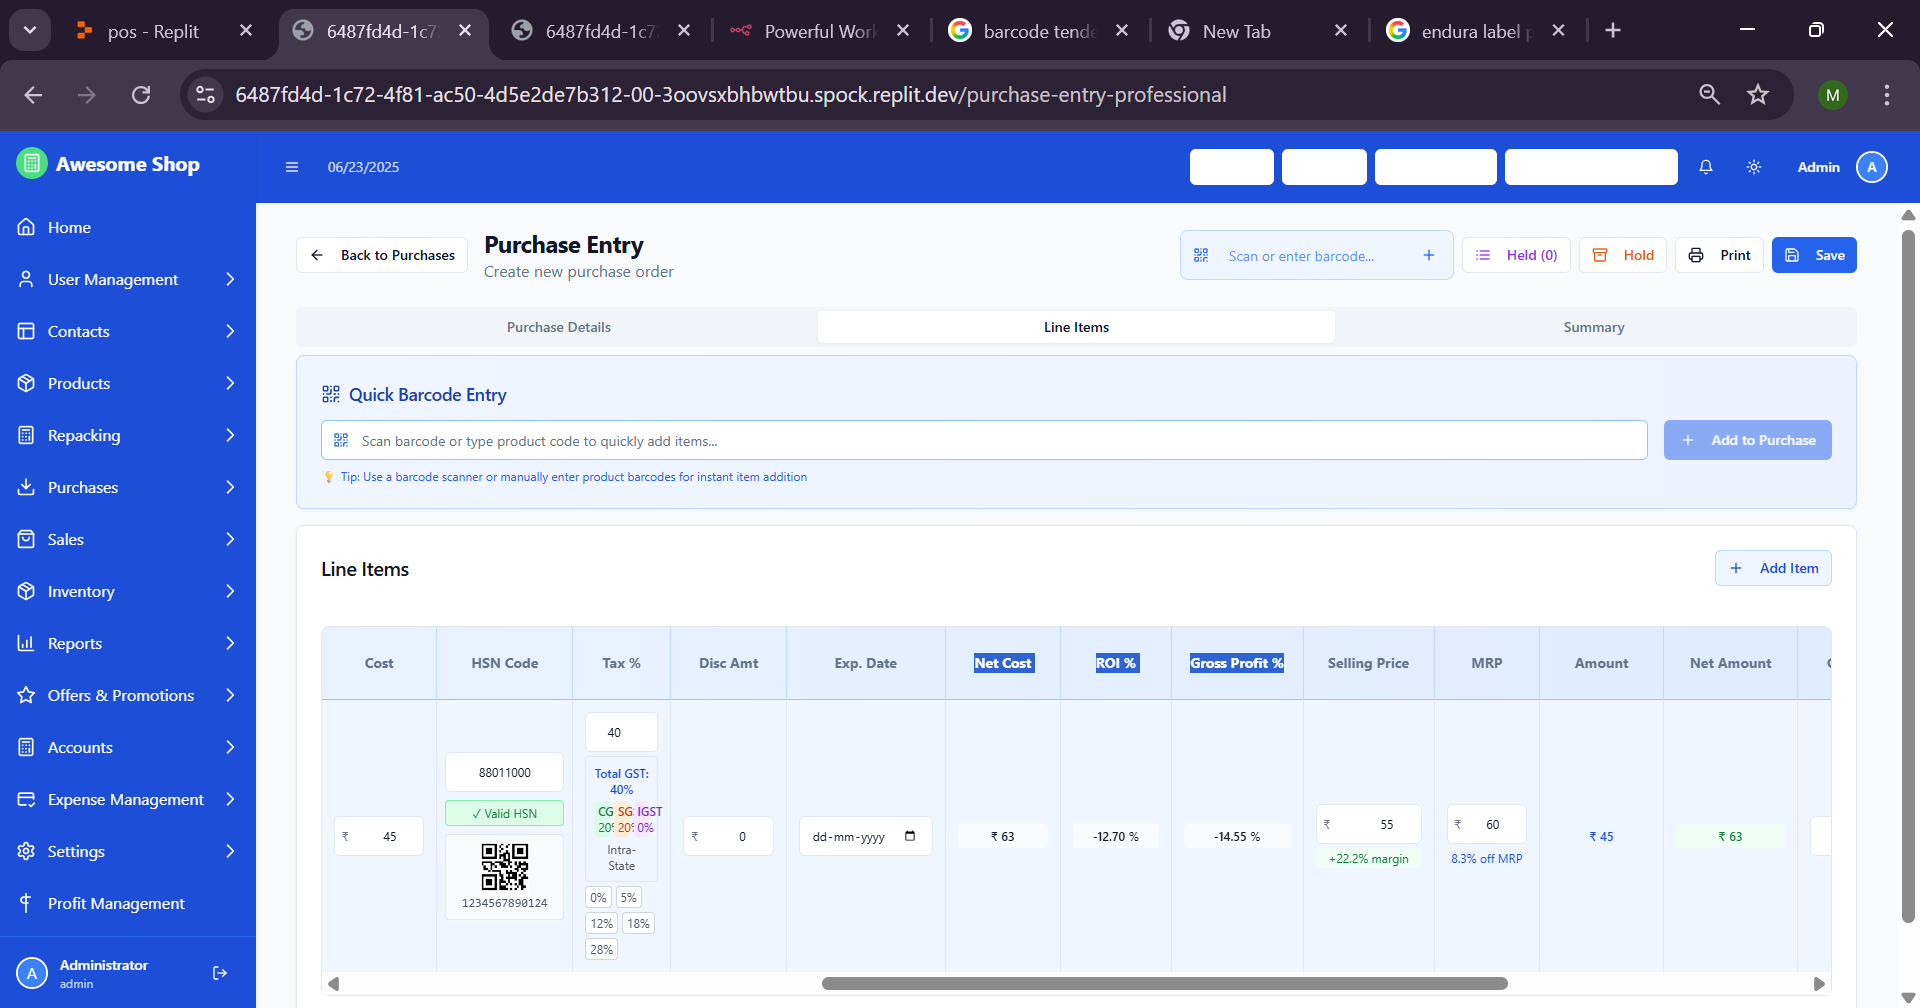 pos - Replit
6487fd4d-1c7
6487fd4d-1c7
Powerful Work
barcode tende
New Tab
endura label p
6487fd4d-1c72-4f81-ac50-4d5e2de7b312-00-3oovsxbhbwtbu.spock.replit.dev/purchase-entry-professional
M
Awesome Shop
06/23/2025
Admin
A
Home
User Management
Contacts
Products
Repacking
Purchases
Sales
Inventory
Reports
Offers & Promotions
Accounts
Expense Management
Settings
Profit Management
A
Administrator
admin
Back to Purchases
Purchase Entry
Create new purchase order
Scan or enter barcode...
Held (0)
Hold
Print
Save
Purchase Details
Line Items
Summary
Quick Barcode Entry
Scan barcode or type product code to quickly add items...
+ Add to Purchase
Tip: Use a barcode scanner or manually enter product barcodes for instant item addition
Line Items
+ Add Item
Cost HSN Code Tax % Disc Amt Exp. Date Net Cost ROI % Gross Profit % Selling Price MRP Amount Net Amount
₹ 45
88011000
✓ Valid HSN
1234567890124
40
Total GST:
40%
CG SG IGST
20% 20% 0%
Intra-
State
0% 5%
12% 18%
28%
₹ 0
dd-mm-yyyy
₹ 63
-12.70 %
-14.55 %
₹ 55
+22.2% margin
₹ 60
8.3% off MRP
₹ 45
₹ 63